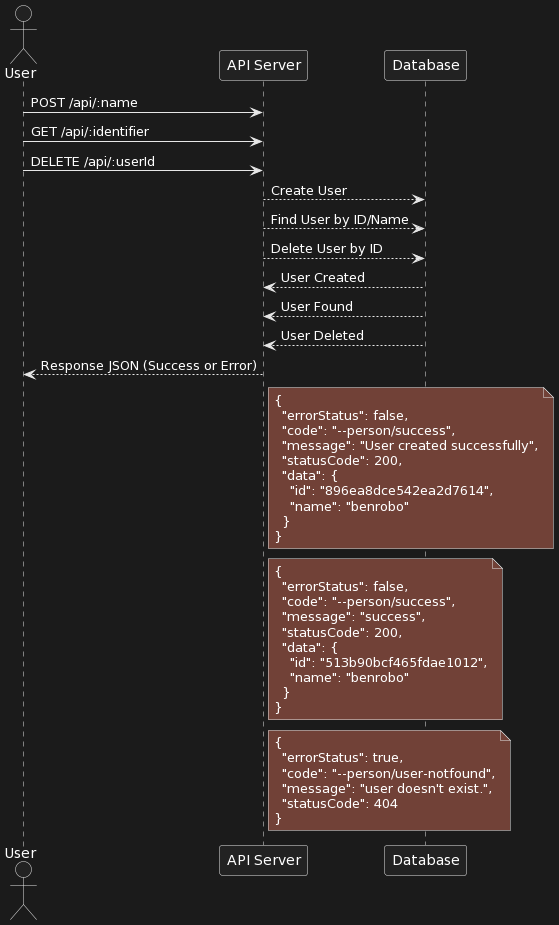 User
API Server
Database
POST /api/:name
GET /api/:identifier
DELETE /api/:userId
Create User
Find User by ID/Name
Delete User by ID
User Created
User Found
User Deleted
Response JSON (Success or Error)
{
  "errorStatus": false,
  "code": "--person/success",
  "message": "User created successfully",
  "statusCode": 200,
  "data": {
    "id": "896ea8dce542ea2d7614",
    "name": "benrobo"
  }
}
{
  "errorStatus": false,
  "code": "--person/success",
  "message": "success",
  "statusCode": 200,
  "data": {
    "id": "513b90bcf465fdae1012",
    "name": "benrobo"
  }
}
{
  "errorStatus": true,
  "code": "--person/user-notfound",
  "message": "user doesn't exist.",
  "statusCode": 404
}
User
API Server
Database